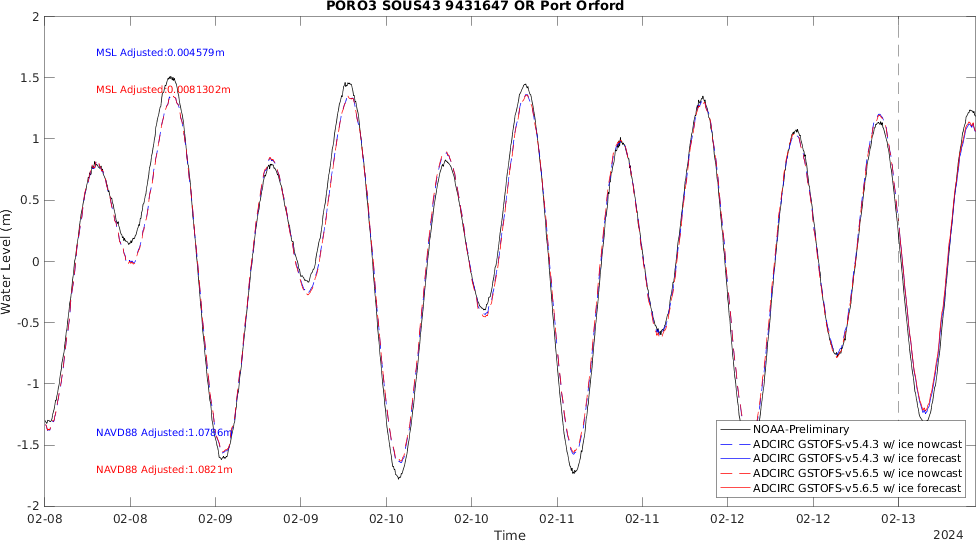 PORO3 SOUS43 9431647 OR Port Orford
2
MSL Adjusted:0.004579m
1.5
MSL Adjusted:0.0081302m
1
0.5
0
-0.5
-1
-1.5
-2
Water Level (m)
NAVD88 Adjusted:1.0786m
NAVD88 Adjusted:1.0821m
NOAA-Preliminary
ADCIRC GSTOFS-v5.4.3 w/ ice nowcast
ADCIRC GSTOFS-v5.4.3 w/ ice forecast
ADCIRC GSTOFS-v5.6.5 w/ ice nowcast
ADCIRC GSTOFS-v5.6.5 w/ ice forecast
02-08 02-08 02-09 02-09 02-10 02-10 02-11 02-11 02-12 02-12 02-13
Time
2024